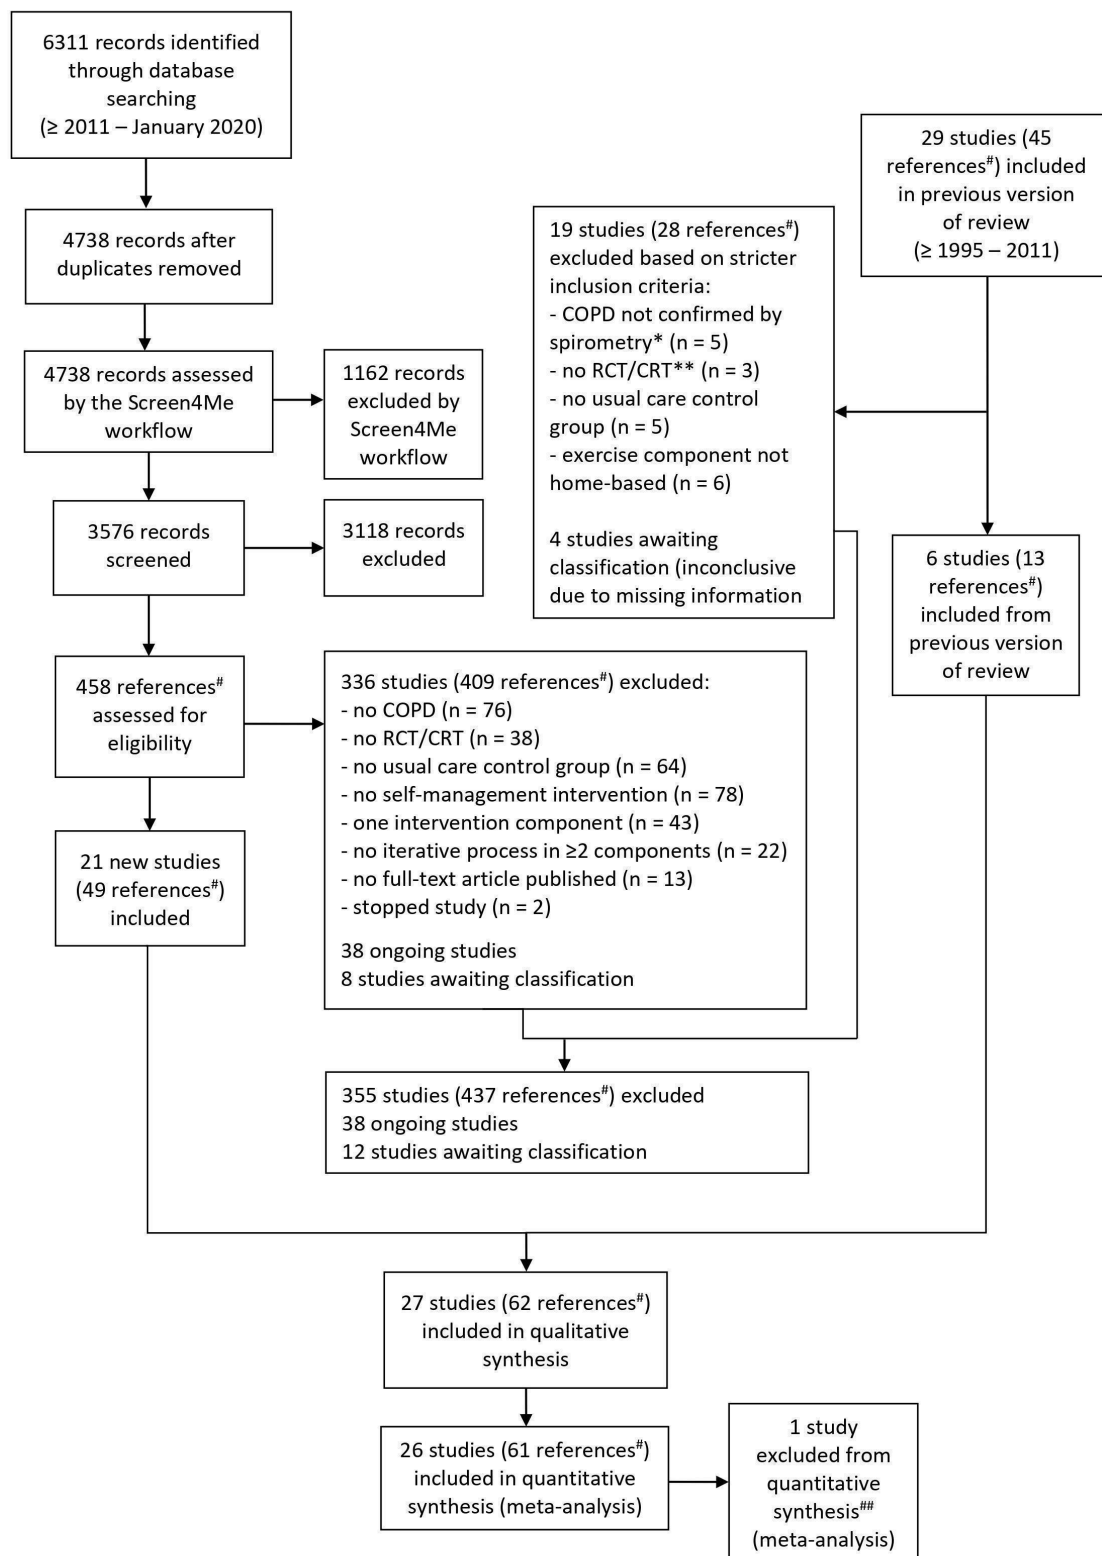 6311 records identified
through database
searching
(≥ 2011 – January 2020)
29 studies (45
references#) included
in previous version
of review
(≥ 1995 – 2011)
4738 records after
duplicates removed
19 studies (28 references#)
excluded based on stricter
inclusion criteria:
- COPD not confirmed by
spirometry* (n = 5)
- no RCT/CRT** (n = 3)
- no usual care control
group (n = 5)
- exercise component not
home-based (n = 6)
4 studies awaiting
classification (inconclusive
due to missing information
4738 records assessed
by the Screen4Me
workflow
1162 records
excluded by
Screen4Me
workflow
3576 records
screened
3118 records
excluded
6 studies (13
references#)
included from
previous version
of review
458 references#
assessed for
eligibility
336 studies (409 references#) excluded:
- no COPD (n = 76)
- no RCT/CRT (n = 38)
- no usual care control group (n = 64)
- no self-management intervention (n = 78)
- one intervention component (n = 43)
- no iterative process in ≥2 components (n = 22)
- no full-text article published (n = 13)
- stopped study (n = 2)
38 ongoing studies
8 studies awaiting classification
21 new studies
(49 references#)
included
355 studies (437 references#) excluded
38 ongoing studies
12 studies awaiting classification
27 studies (62 references#)
included in qualitative
synthesis
26 studies (61 references#)
included in quantitative
synthesis (meta-analysis)
1 study
excluded from
quantitative
synthesis##
(meta-analysis)